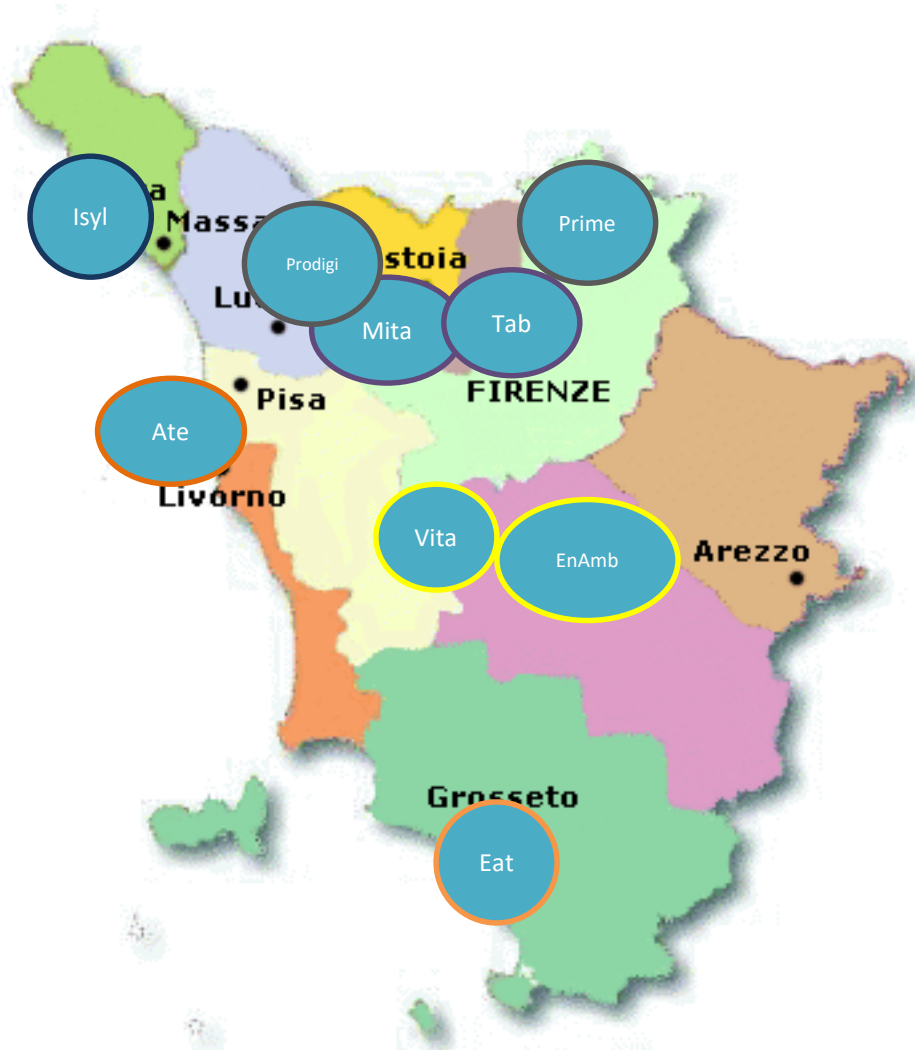 a
Isyl
Massa
Prime
stoia
Prodigi
Lu
Mita
Tab
FIRENZE
Pisa
Ate
Livorno
Vita
EnAmb
Arezzo
Grosseto
Eat